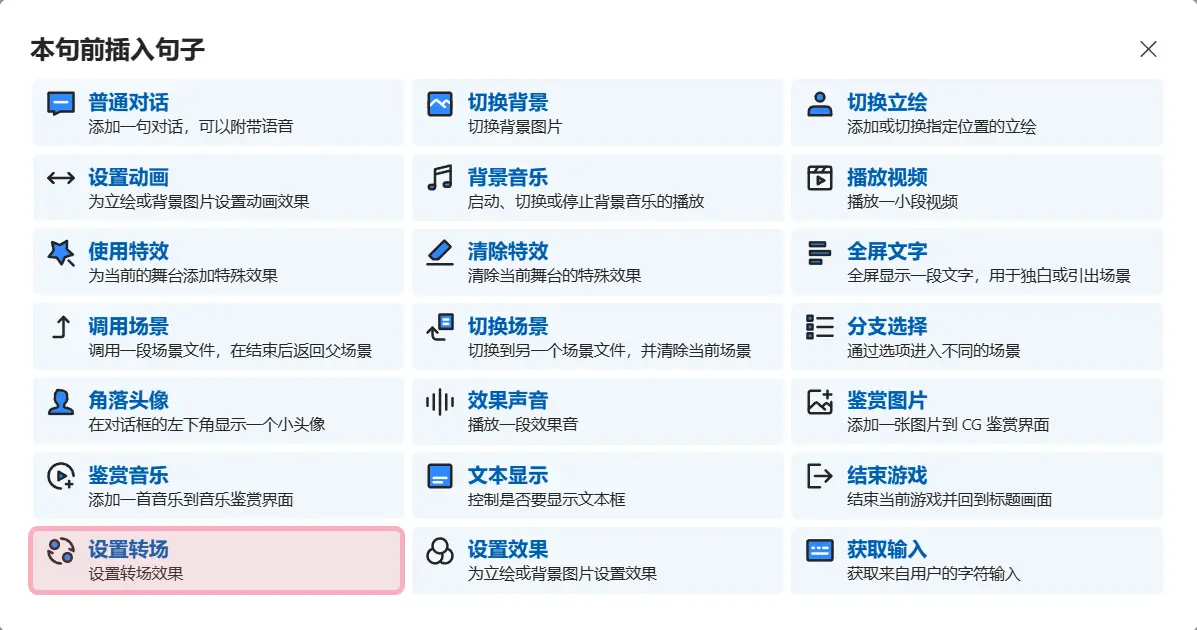 本句前插入句子
普通对话
添加一句对话，可以附带语音
切换背景
切换背景图片
切换立绘
添加或切换指定位置的立绘
设置动画
为立绘或背景图片设置动画效果
背景音乐
启动、切换或停止背景音乐的播放
播放视频
播放一小段视频
使用特效
为当前的舞台添加特殊效果
清除特效
清除当前舞台的特殊效果
全屏文字
全屏显示一段文字，用于独白或引出场景
调用场景
调用一段场景文件，在结束后返回父场景
切换场景
切换到另一个场景文件，并清除当前场景
分支选择
通过选项进入不同的场景
角落头像
在对话框的左下角显示一个小头像
效果声音
播放一段效果音
鉴赏图片
添加一张图片到 CG 鉴赏界面
鉴赏音乐
添加一首音乐到音乐鉴赏界面
文本显示
控制是否要显示文本框
结束游戏
结束当前游戏并回到标题画面
设置转场
设置转场效果
设置效果
为立绘或背景图片设置效果
获取输入
获取来自用户的字符输入